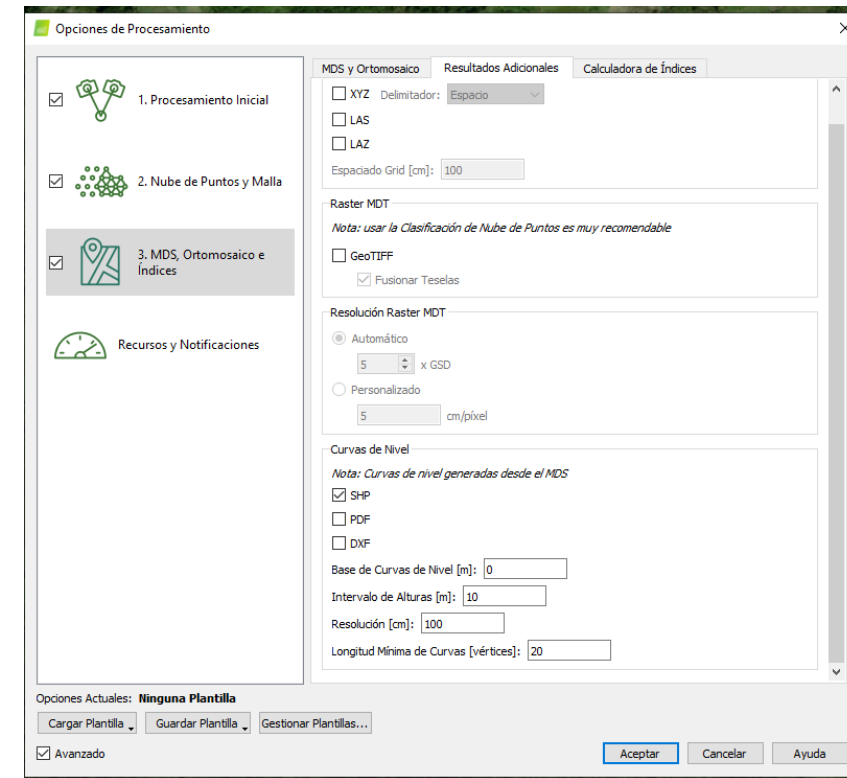 Opciones de Procesamiento
1. Procesamiento Inicial
2. Nube de Puntos y Malla
3. MDS, Ortomosaico e
Índices
Recursos y Notificaciones
MDS y Ortomosaico Resultados Adicionales Calculadora de Índices
XYZ Delimitador: Espacio
LAS
LAZ
Espaciado Grid [cm]: 100
Raster MDT
Nota: usar la Clasificación de Nube de Puntos es muy recomendable
GeoTIFF
Fusionar Teselas
Resolución Raster MDT
Automático
5 x GSD
Personalizado
5 cm/píxel
Curvas de Nivel
Nota: Curvas de nivel generadas desde el MDS
SHP
PDF
DXF
Base de Curvas de Nivel [m]: 0
Intervalo de Alturas [m]: 10
Resolución [cm]: 100
Longitud Mínima de Curvas [vértices]: 20
Opciones Actuales: Ninguna Plantilla
Cargar Plantilla Guardar Plantilla Gestionar Plantillas...
Avanzado Aceptar Cancelar Ayuda